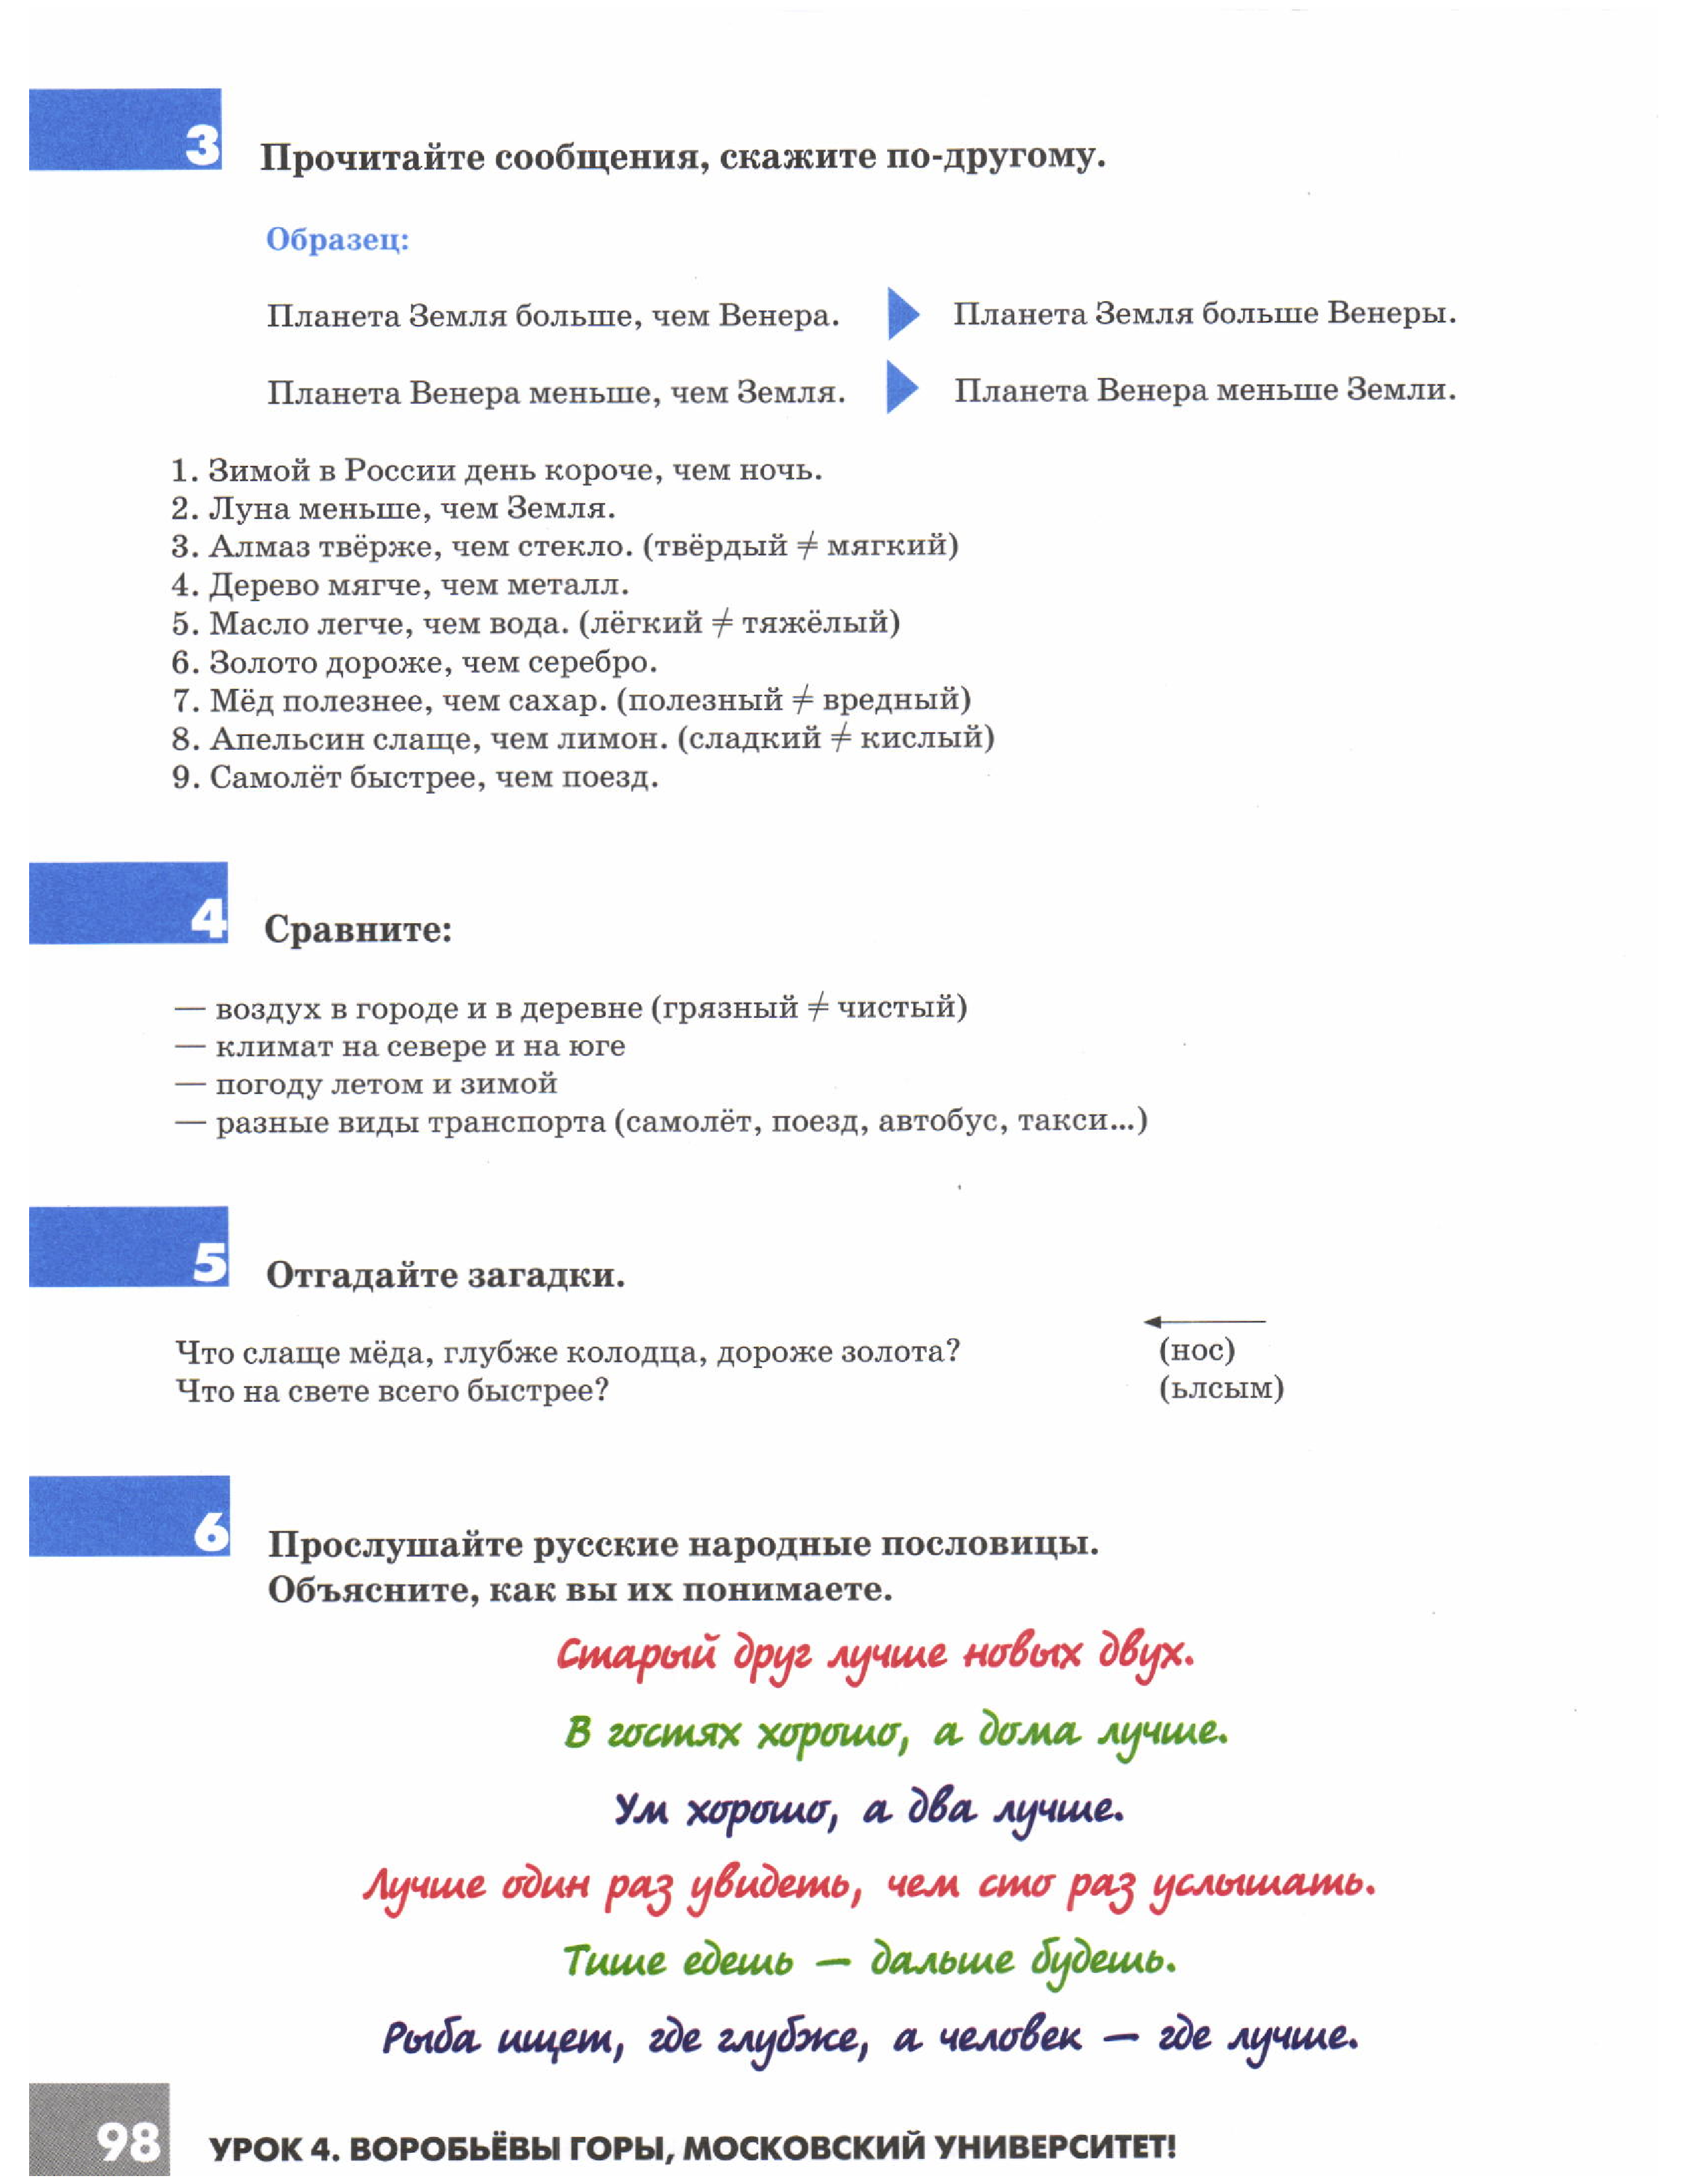 3
Прочитайте сообщения, скажите по-другому.
Образец:
Планета Земля больше, чем Венера. Планета Земля больше Венеры.
Планета Венера меньше, чем Земля. Планета Венера меньше Земли.
1. Зимой в России день короче, чем ночь.
2. Луна меньше, чем Земля.
3. Алмаз твёрже, чем стекло. (твёрдый ≠ мягкий)
4. Дерево мягче, чем металл.
5. Масло легче, чем вода. (лёгкий ≠ тяжёлый)
6. Золото дороже, чем серебро.
7. Мёд полезнее, чем сахар. (полезный ≠ вредный)
8. Апельсин слаще, чем лимон. (сладкий ≠ кислый)
9. Самолёт быстрее, чем поезд.
4
Сравните:
— воздух в городе и в деревне (грязный ≠ чистый)
— климат на севере и на юге
— погоду летом и зимой
— разные виды транспорта (самолёт, поезд, автобус, такси...)
5
Отгадайте загадки.
Что слаще мёда, глубже колодца, дороже золота? (нос)
Что на свете всего быстрее? (ьлсым)
6
Прослушайте русские народные пословицы.
Объясните, как вы их понимаете.
Старый друг лучше новых двух.
В гостях хорошо, а дома лучше.
Ум хорошо, а два лучше.
Лучше один раз увидеть, чем сто раз услышать.
Тише едешь — дальше будешь.
Рыба ищет, где глубже, а человек — где лучше.
98 УРОК 4. ВОРОБЬЁВЫ ГОРЫ, МОСКОВСКИЙ УНИВЕРСИТЕТ!